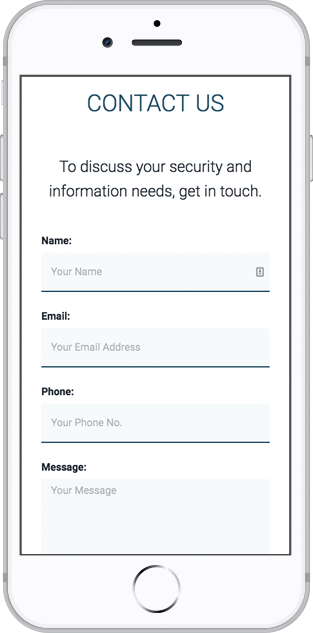 CONTACT US
To discuss your security and
information needs, get in touch.
Name:
Your Name
Email:
Your Email Address
Phone:
Your Phone No.
Message:
Your Message